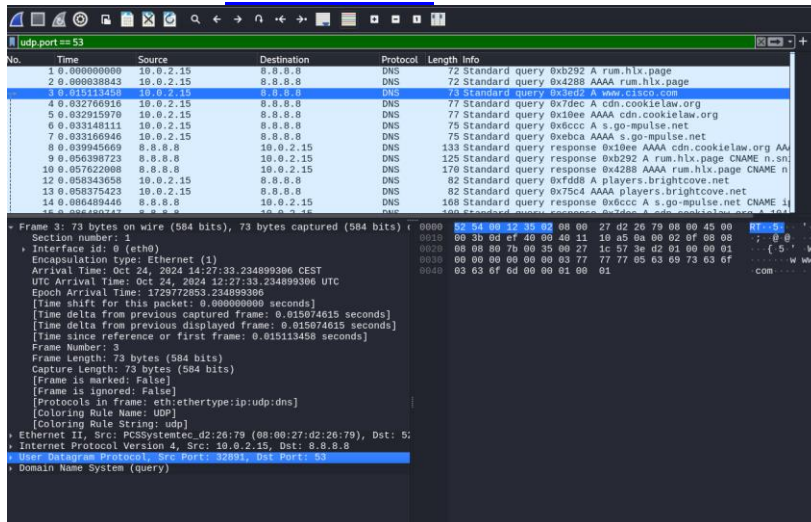 udp.port == 53
No. Time Source Destination Protocol Length Info
1 0.000000000 10.0.2.15 8.8.8.8 DNS 72 Standard query 0xb292 A rum.hlx.page
2 0.000038843 10.0.2.15 8.8.8.8 DNS 72 Standard query 0x4288 AAAA rum.hlx.page
3 0.015113458 10.0.2.15 8.8.8.8 DNS 73 Standard query 0x3ed2 A www.cisco.com
4 0.032766916 10.0.2.15 8.8.8.8 DNS 77 Standard query 0x7dec A cdn.cookielaw.org
5 0.032915970 10.0.2.15 8.8.8.8 DNS 77 Standard query 0x10ee AAAA cdn.cookielaw.org
6 0.033148111 10.0.2.15 8.8.8.8 DNS 75 Standard query 0x6ccc A s.go-mpulse.net
7 0.033166946 10.0.2.15 8.8.8.8 DNS 75 Standard query 0xebca AAAA s.go-mpulse.net
8 0.039945669 8.8.8.8 10.0.2.15 DNS 133 Standard query response 0x10ee AAAA cdn.cookielaw.org AA
9 0.056398723 8.8.8.8 10.0.2.15 DNS 125 Standard query response 0xb292 A rum.hlx.page CNAME n.sn
10 0.057622008 8.8.8.8 10.0.2.15 DNS 170 Standard query response 0x4288 AAAA rum.hlx.page CNAME
12 0.058343658 10.0.2.15 8.8.8.8 DNS 82 Standard query 0xfdd8 A players.brightcove.net
13 0.058375423 10.0.2.15 8.8.8.8 DNS 82 Standard query 0x75c4 AAAA players.brightcove.net
14 0.086489446 8.8.8.8 10.0.2.15 DNS 168 Standard query response 0x6ccc A s.go-mpulse.net CNAME
Frame 3: 73 bytes on wire (584 bits), 73 bytes captured (584 bits)
Section number: 1
Interface id: 0 (eth0)
Encapsulation type: Ethernet (1)
Arrival Time: Oct 24, 2024 14:27:33.234899306 CEST
UTC Arrival Time: Oct 24, 2024 12:27:33.234899306 UTC
Epoch Arrival Time: 1729772853.234899306
[Time shift for this packet: 0.000000000 seconds]
[Time delta from previous captured frame: 0.015074615 seconds]
[Time delta from previous displayed frame: 0.015074615 seconds]
[Time since reference or first frame: 0.015113458 seconds]
Frame Number: 3
Frame Length: 73 bytes (584 bits)
Capture Length: 73 bytes (584 bits)
[Frame is marked: False]
[Frame is ignored: False]
[Protocols in frame: eth:ethertype:ip:udp:dns]
[Coloring Rule Name: UDP]
[Coloring Rule String: udp]
Ethernet II, Src: PCSSystemtec_d2:26:79 (08:00:27:d2:26:79), Dst: 52
Internet Protocol Version 4, Src: 10.0.2.15, Dst: 8.8.8.8
User Datagram Protocol, Src Port: 32891, Dst Port: 53
Domain Name System (query)
0000 52 54 00 12 35 02 08 00 27 d2 26 79 08 00 45 00 RT··5···'
0010 00 3b 0d ef 40 00 40 11 10 a5 0a 00 02 0f 08 08 ·;··@·@·
0020 08 08 80 7b 00 35 00 27 1c 57 3e d2 01 00 00 01 ···{·5·' ·W
0030 00 00 00 00 00 00 03 77 77 77 05 63 69 73 63 6f ·······w ww
0040 03 63 6f 6d 00 00 01 00 01 ·com····